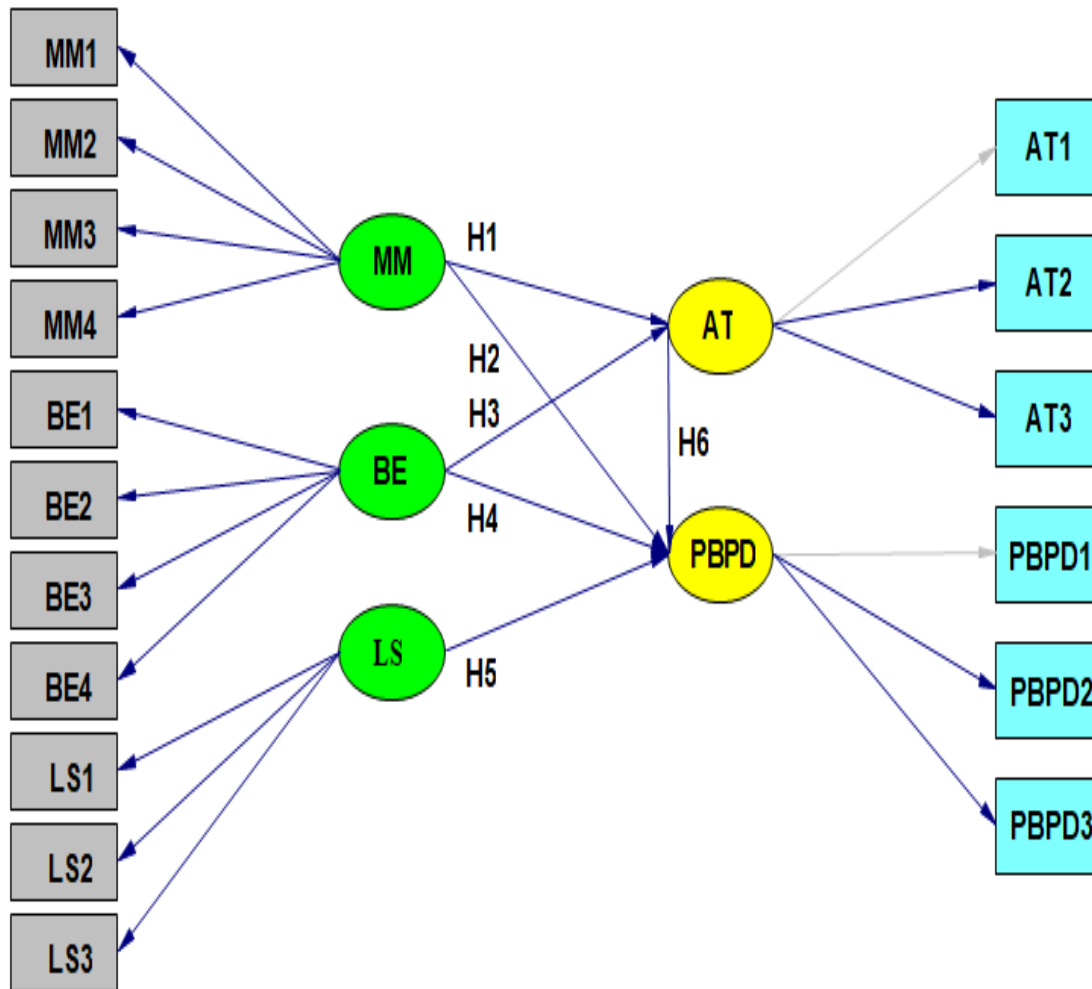 MM1
MM2
MM3
MM4
BE1
BE2
BE3
BE4
LS1
LS2
LS3
MM
BE
LS
H1
H2
H3
H4
H5
H6
AT
PBPD
AT1
AT2
AT3
PBPD1
PBPD2
PBPD3